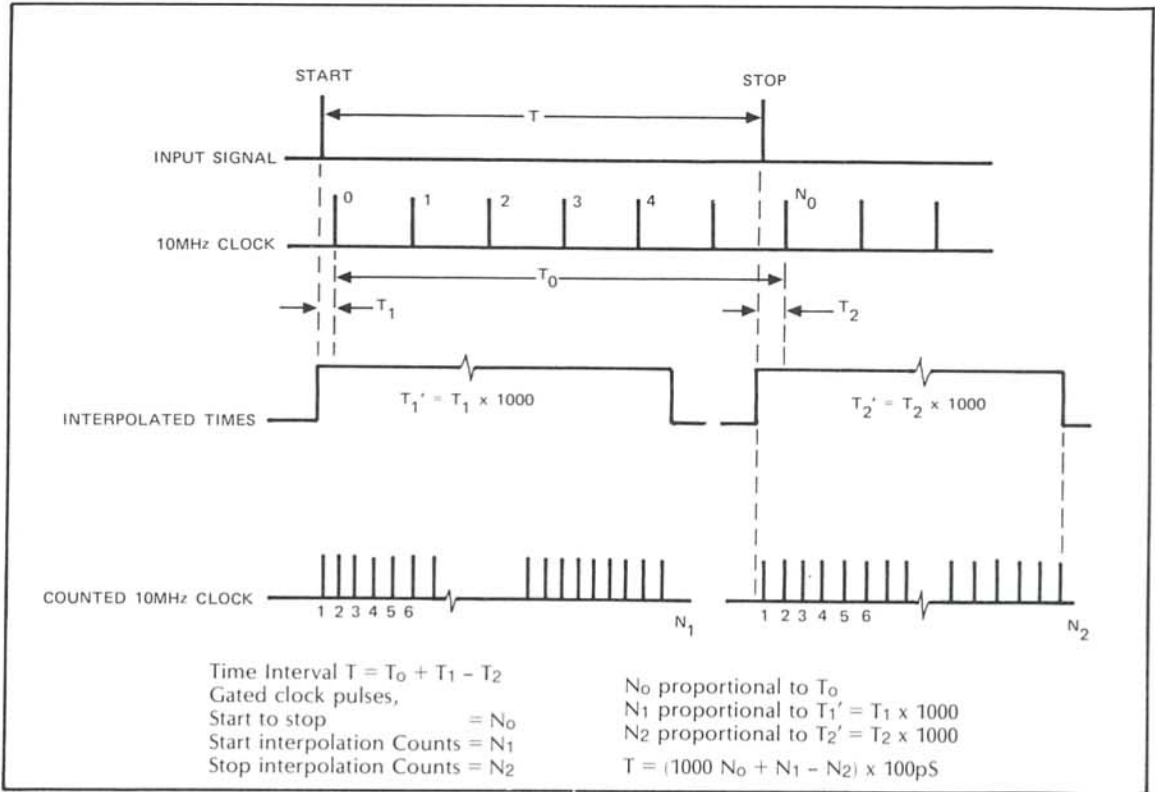 START
STOP
T
INPUT SIGNAL
0 1 2 3 4 N0
10MHz CLOCK
T0
T1 T2
T1' = T1 x 1000
T2' = T2 x 1000
INTERPOLATED TIMES
COUNTED 10MHz CLOCK
1 2 3 4 5 6 N1
1 2 3 4 5 6 N2
Time Interval T = To + T1 - T2
Gated clock pulses,
Start to stop = No
Start interpolation Counts = N1
Stop interpolation Counts = N2
No proportional to To
N1 proportional to T1' = T1 x 1000
N2 proportional to T2' = T2 x 1000
T = (1000 No + N1 - N2) x 100pS